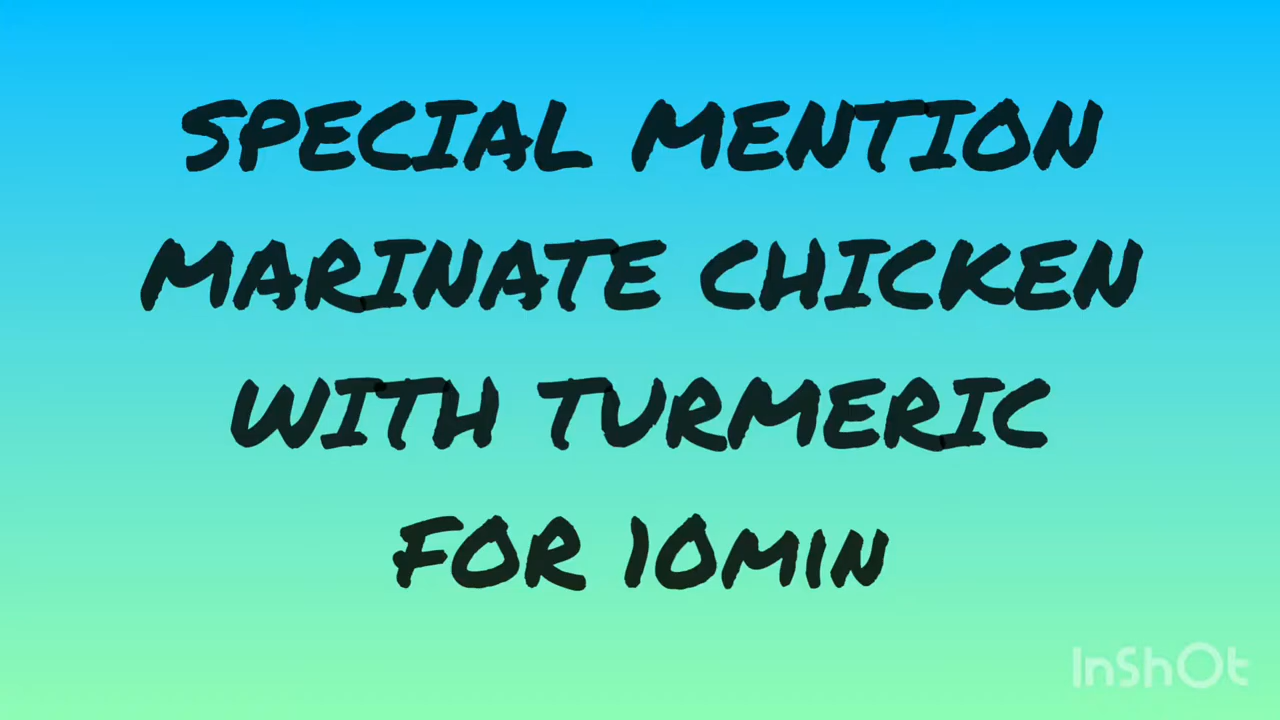 SPECIAL MENTION
MARINATE CHICKEN
WITH TURMERIC
FOR 10MIN
InShOt